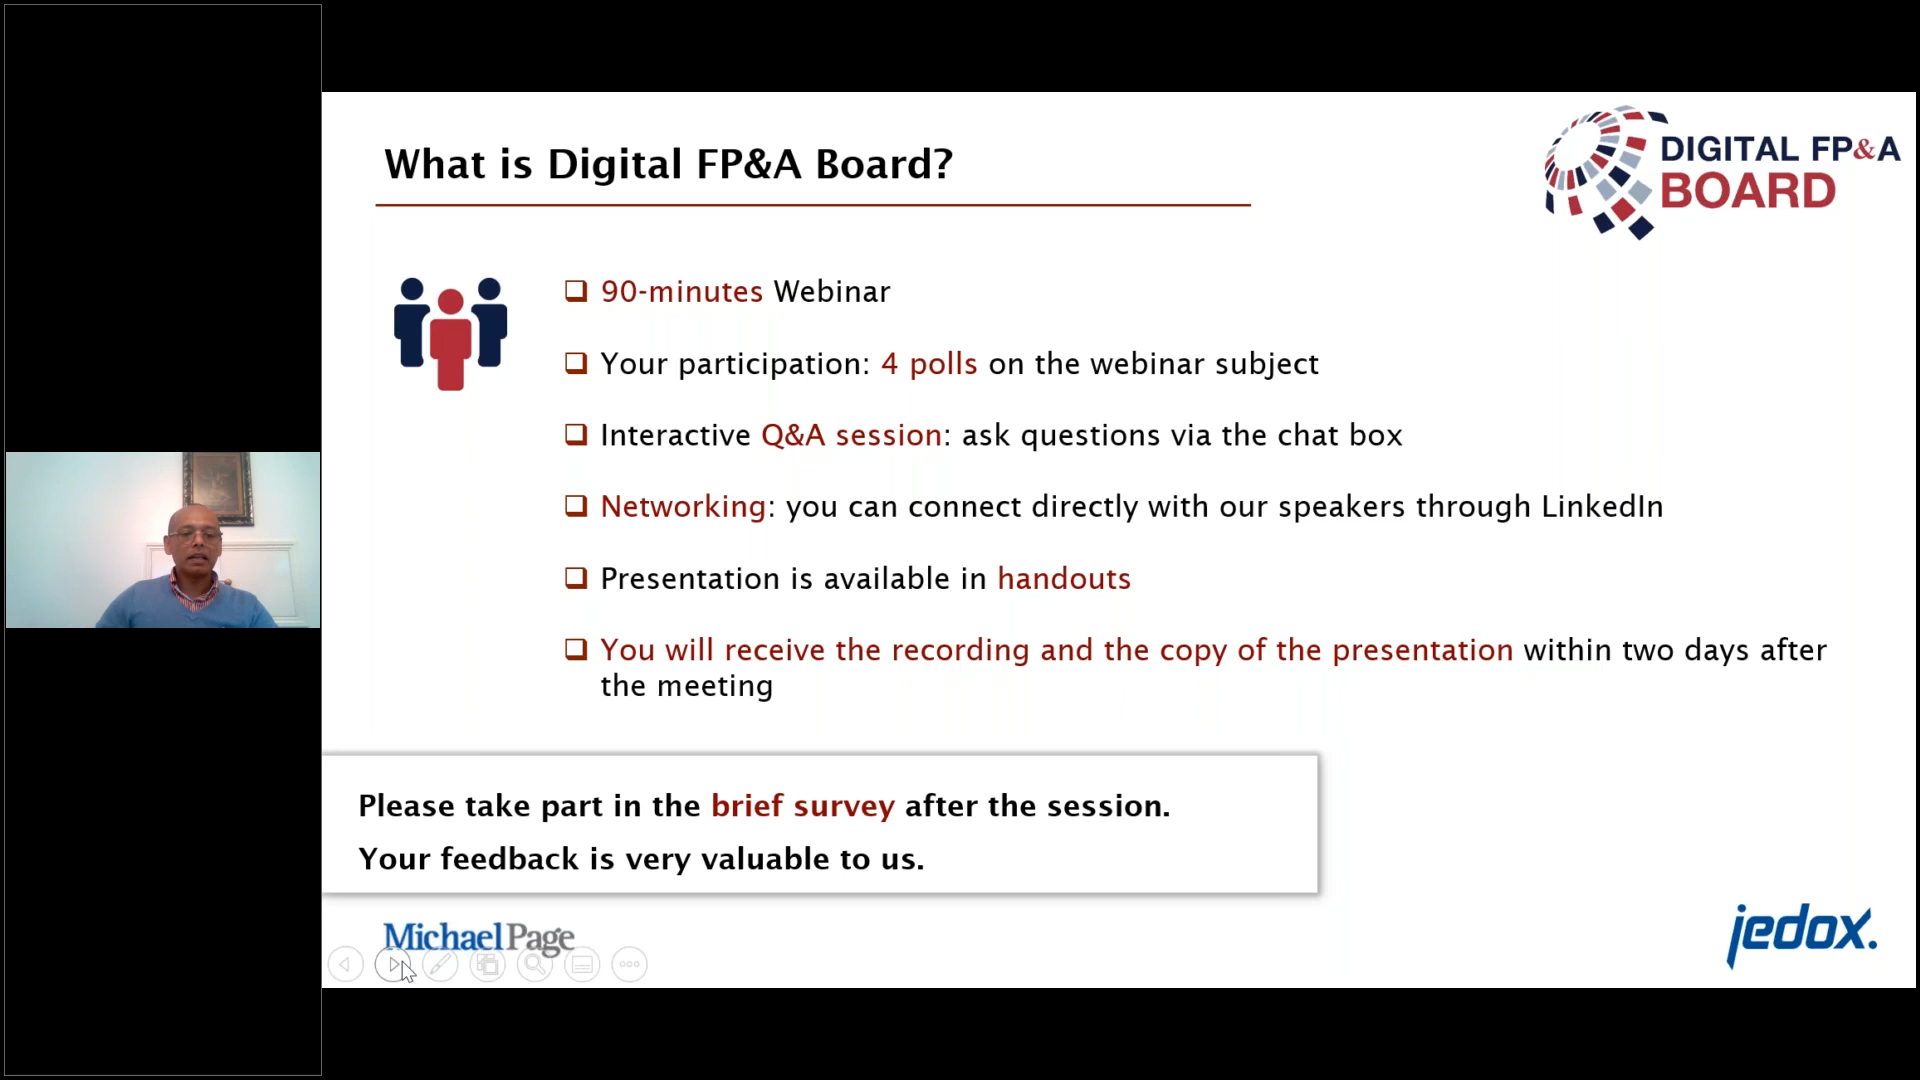 What is Digital FP&A Board?
DIGITAL FP&A
BOARD
90-minutes Webinar
Your participation: 4 polls on the webinar subject
Interactive Q&A session: ask questions via the chat box
Networking: you can connect directly with our speakers through LinkedIn
Presentation is available in handouts
You will receive the recording and the copy of the presentation within two days after
the meeting
Please take part in the brief survey after the session.
Your feedback is very valuable to us.
MichaelPage
jedox.